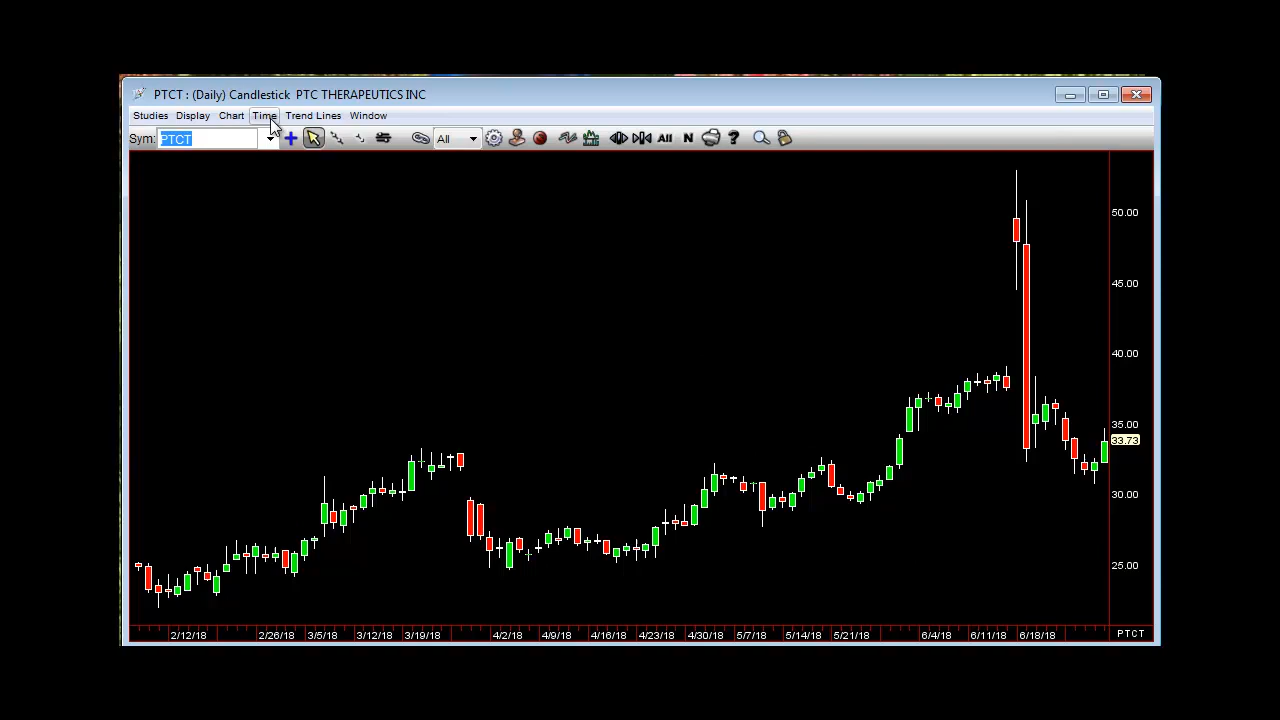 PTCT : (Daily) Candlestick PTC THERAPEUTICS INC
Studies Display Chart Time Trend Lines Window
Sym: PTCT All All N ?
50.00
45.00
40.00
35.00
33.73
30.00
25.00
2/12/18 2/26/18 3/5/18 3/12/18 3/19/18 4/2/18 4/9/18 4/16/18 4/23/18 4/30/18 5/7/18 5/14/18 5/21/18 6/4/18 6/11/18 6/18/18 PTCT